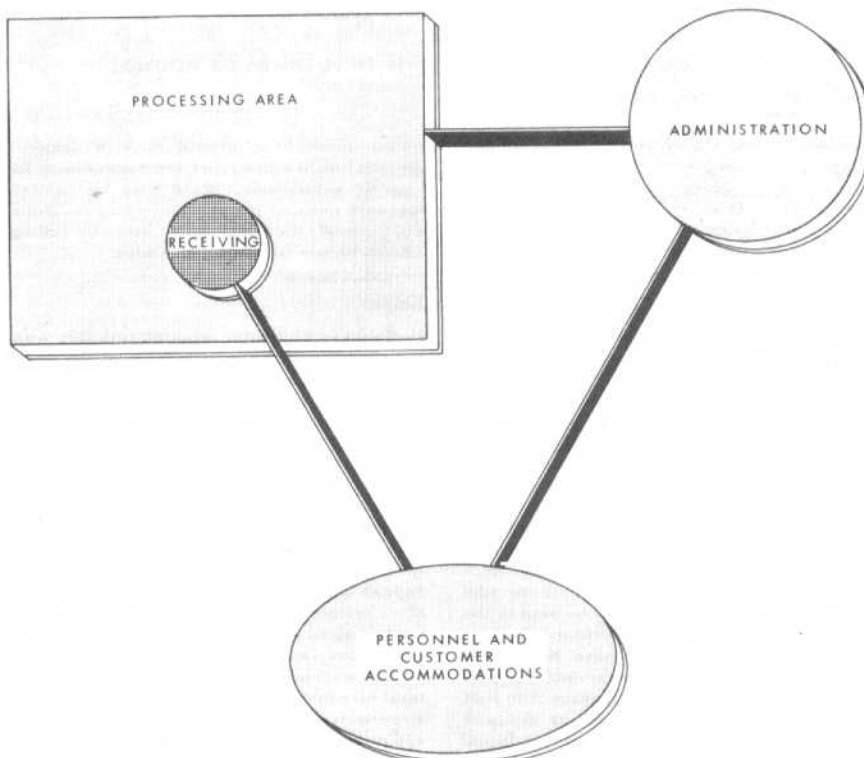 PROCESSING AREA
ADMINISTRATION
RECEIVING
PERSONNEL AND
CUSTOMER
ACCOMMODATIONS